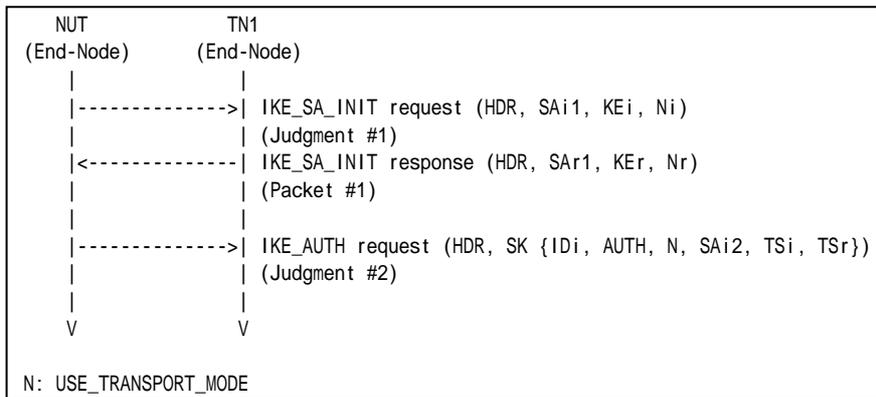 NUT TN1
(End-Node) (End-Node)
| |
|-------------->| IKE_SA_INIT request (HDR, SAi1, KEi, Ni)
| | (Judgment #1)
|<--------------| IKE_SA_INIT response (HDR, SAr1, KEr, Nr)
| | (Packet #1)
| |
|-------------->| IKE_AUTH request (HDR, SK {IDi, AUTH, N, SAi2, TSi, TSr})
| | (Judgment #2)
| |
V V
N: USE_TRANSPORT_MODE